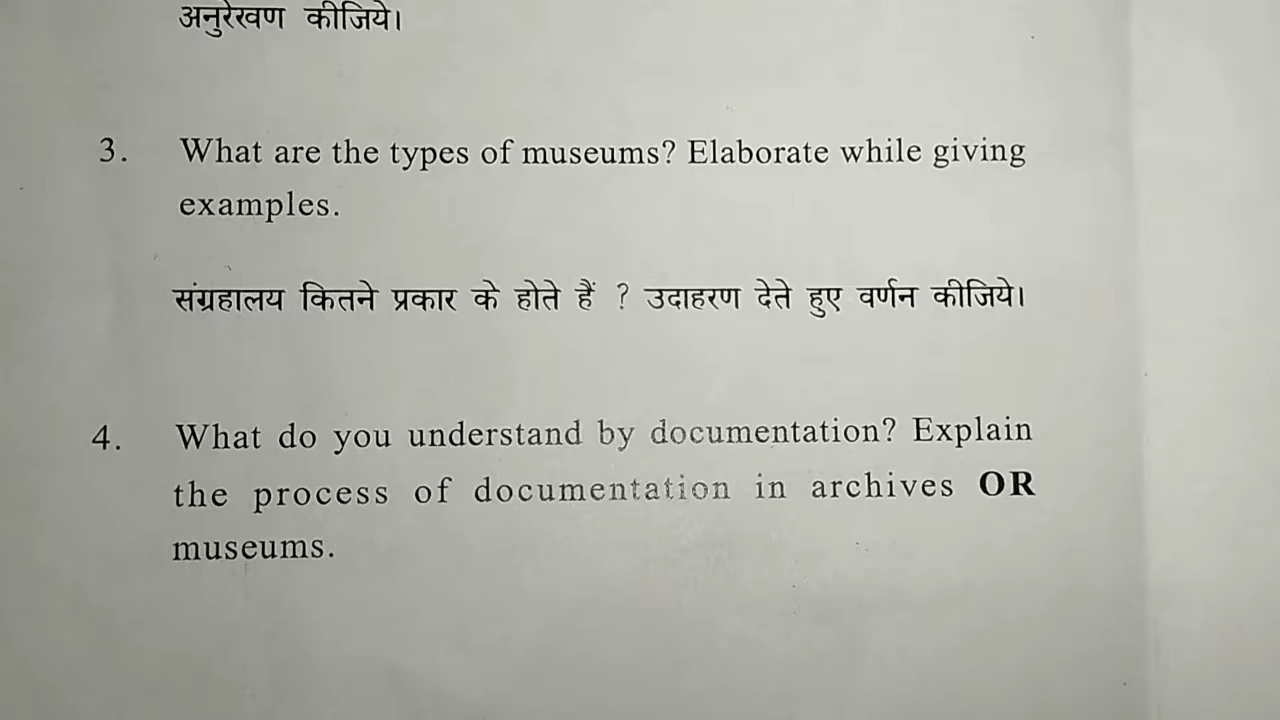 अनुरेखण कीजिये।
3. What are the types of museums? Elaborate while giving
examples.
संग्रहालय कितने प्रकार के होते हैं ? उदाहरण देते हुए वर्णन कीजिये।
4. What do you understand by documentation? Explain
the process of documentation in archives OR
museums.